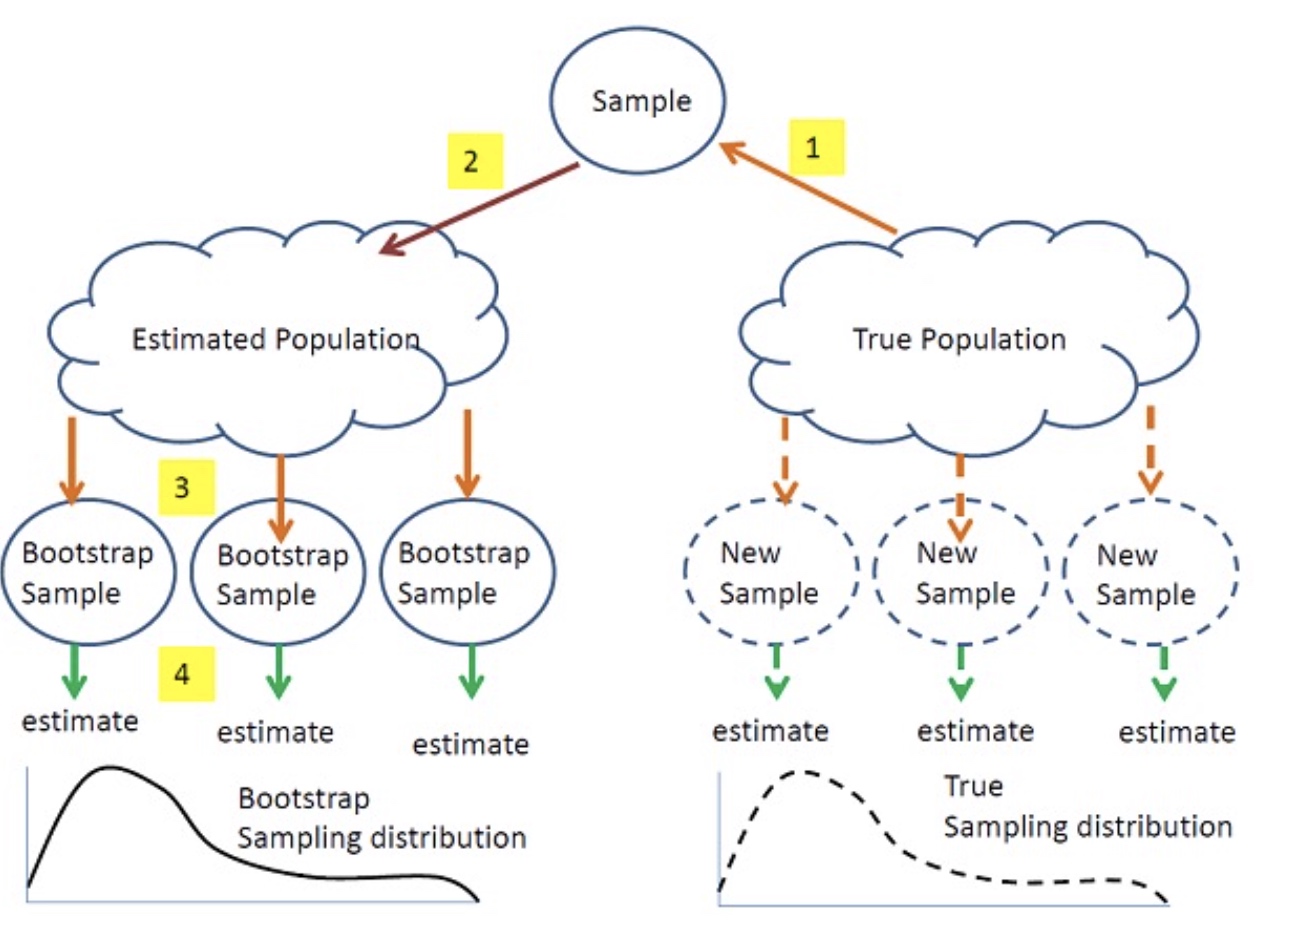 Sample
2
1
Estimated Population
True Population
3
Bootstrap
Sample
Bootstrap
Sample
Bootstrap
Sample
New
Sample
New
Sample
New
Sample
4
estimate
estimate
estimate
estimate
estimate
estimate
Bootstrap
Sampling distribution
True
Sampling distribution